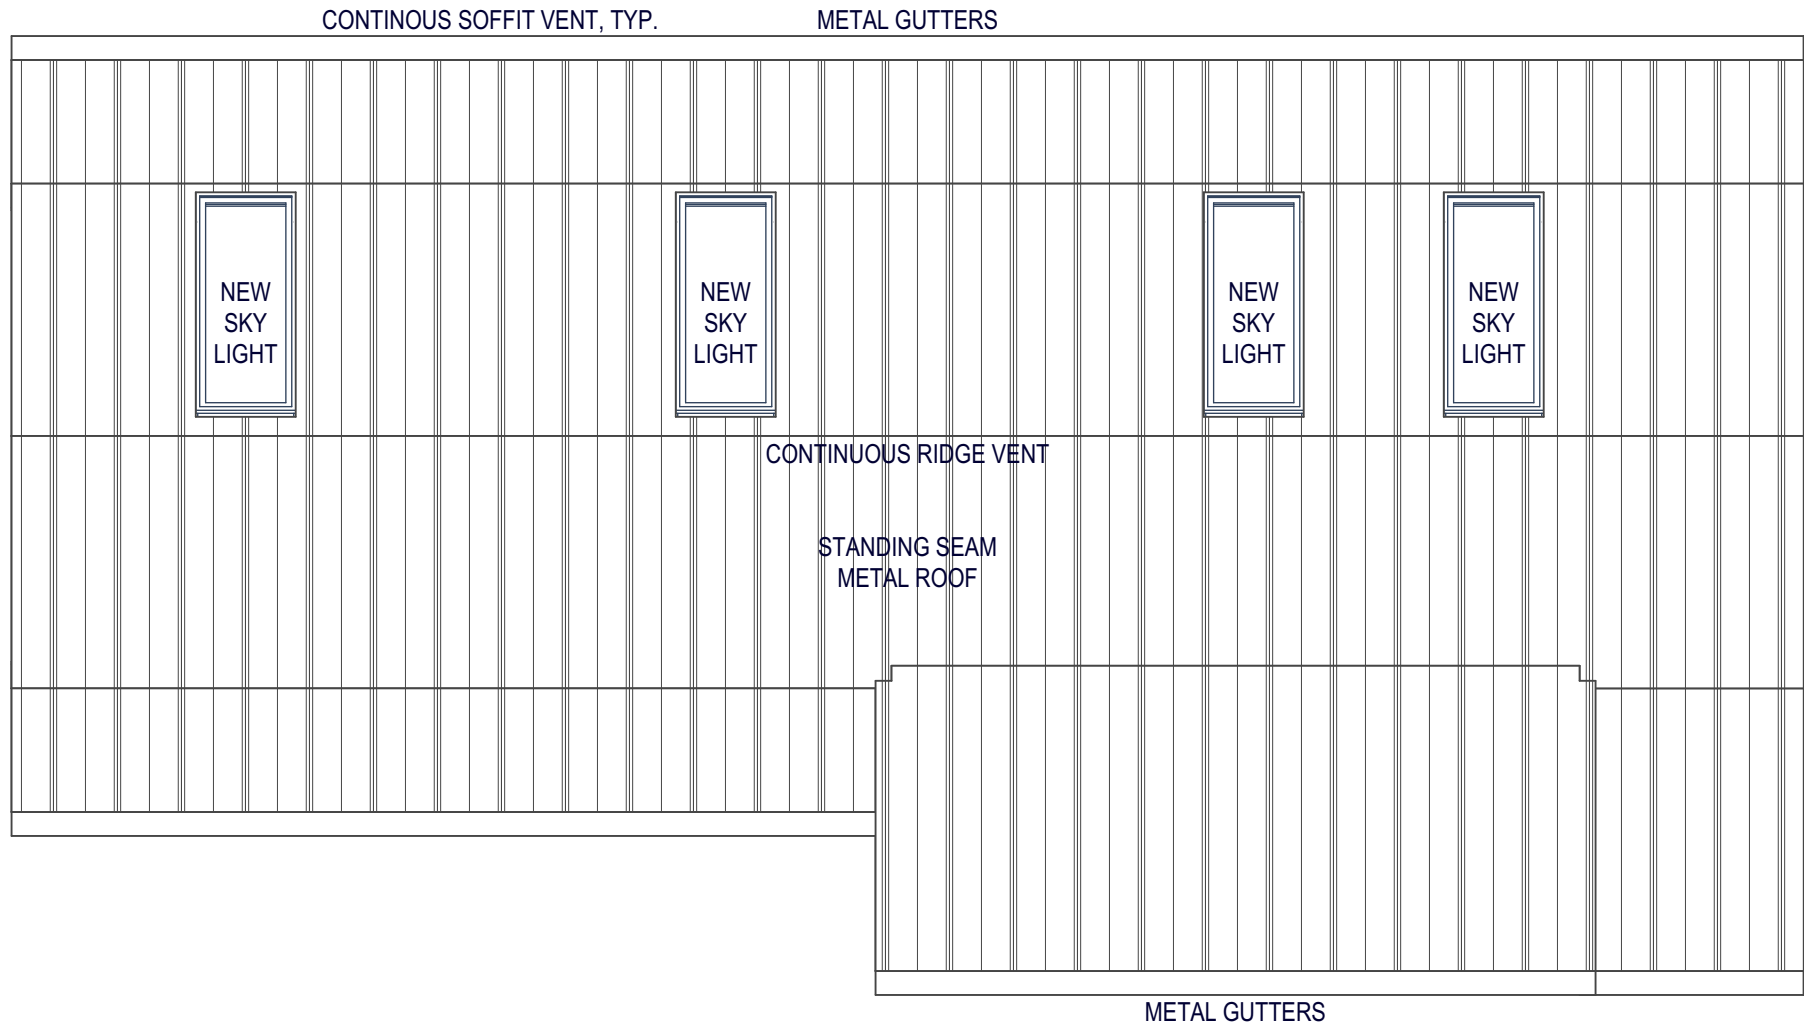 CONTINOUS SOFFIT VENT, TYP.
METAL GUTTERS
NEW
SKY
LIGHT
NEW
SKY
LIGHT
NEW
SKY
LIGHT
NEW
SKY
LIGHT
CONTINUOUS RIDGE VENT
STANDING SEAM
METAL ROOF
METAL GUTTERS